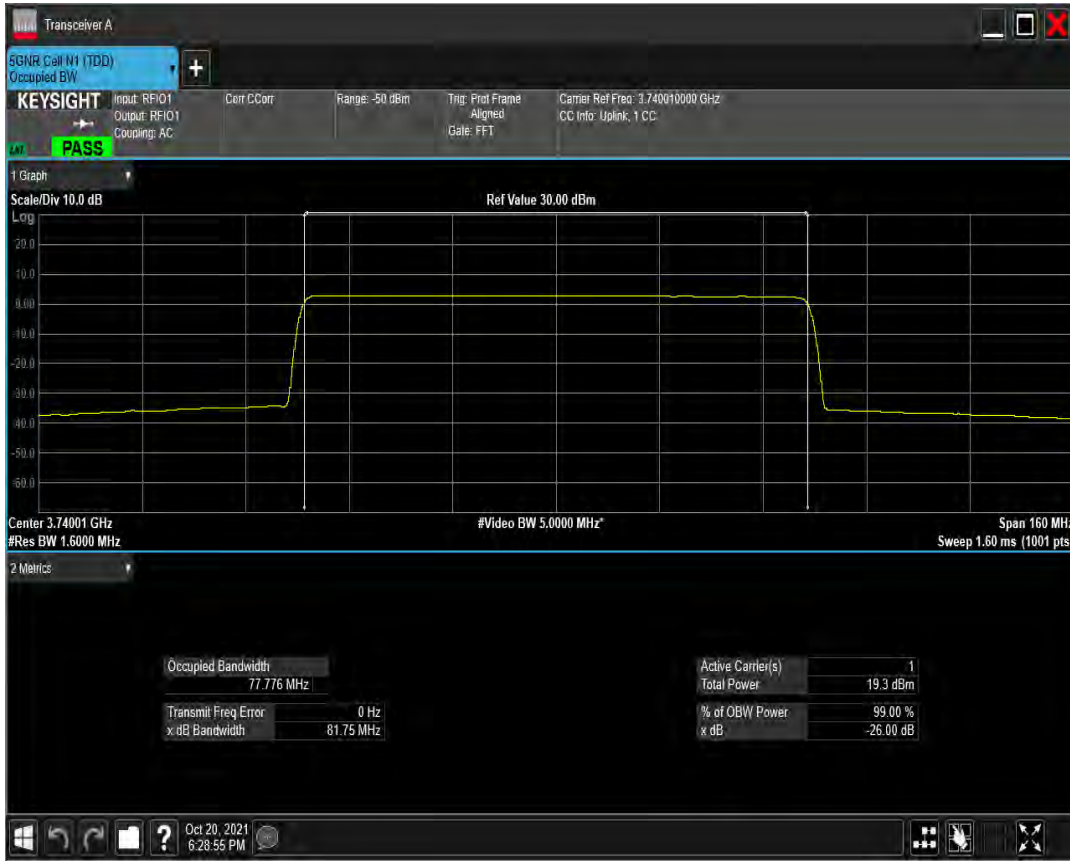 Transceiver A
5GNR Cell N1 (TDD)
Occupied BW
+
KEYSIGHT
Input: RFIO1
Output: RFIO1
Coupling: AC
Corr CCorr
Range: -50 dBm
Trig: Prot Frame
Aligned
Gate: FFT
Carrier Ref Freq: 3.740010000 GHz
CC Info: Uplink, 1 CC
PASS
1 Graph
Scale/Div 10.0 dB
Ref Value 30.00 dBm
Log
20.0
10.0
0.00
-10.0
-20.0
-30.0
-40.0
-50.0
-60.0
Center 3.74001 GHz
#Video BW 5.0000 MHz*
Span 160 MHz
#Res BW 1.6000 MHz
Sweep 1.60 ms (1001 pts
2 Metrics
Occupied Bandwidth
77.776 MHz
Transmit Freq Error 0 Hz
x dB Bandwidth 81.75 MHz
Active Carrier(s) 1
Total Power 19.3 dBm
% of OBW Power 99.00 %
x dB -26.00 dB
?
Oct 20, 2021
6:28:55 PM